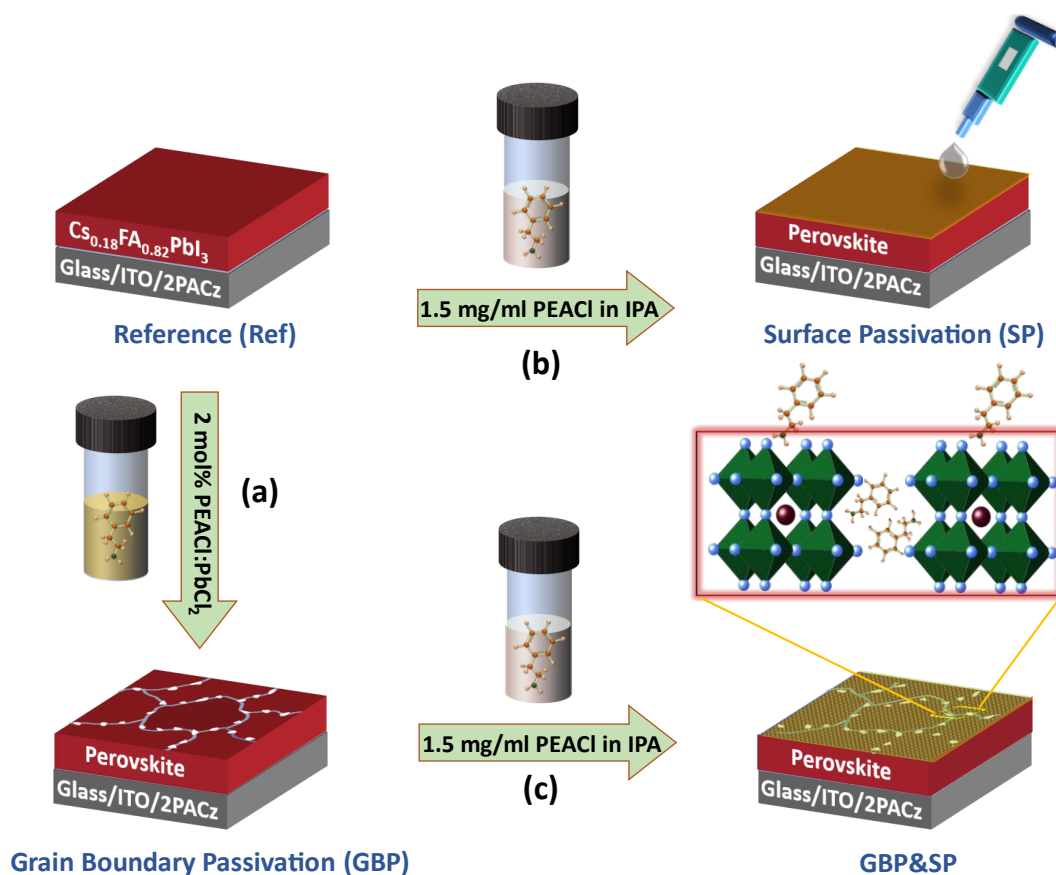 Cs0.18FA0.82PbI3
Glass/ITO/2PACz
Reference (Ref)
1.5 mg/ml PEACl in IPA
(b)
Perovskite
Glass/ITO/2PACz
Surface Passivation (SP)
2 mol% PEACl:PbCl2
(a)
Perovskite
Glass/ITO/2PACz
Grain Boundary Passivation (GBP)
1.5 mg/ml PEACl in IPA
(c)
Perovskite
Glass/ITO/2PACz
GBP&SP